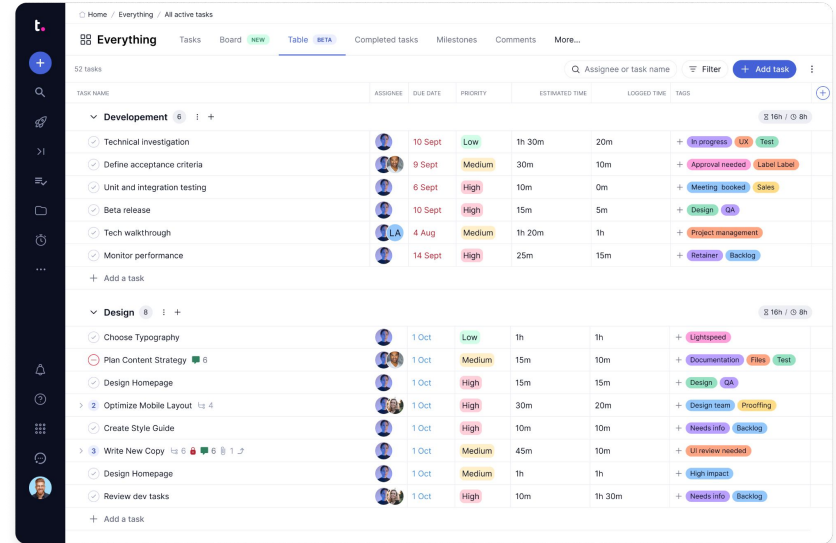 t.
Home / Everything / All active tasks
Everything Tasks Board NEW Table BETA Completed tasks Milestones Comments More...
52 tasks Assignee or task name Filter + Add task
TASK NAME ASSIGNEE DUE DATE PRIORITY ESTIMATED TIME LOGGED TIME TAGS
Developement 6 16h / 8h
Technical investigation 10 Sept Low 1h 30m 20m + In progress UX Test
Define acceptance criteria 9 Sept Medium 30m 10m + Approval needed Label Label
Unit and integration testing 6 Sept High 10m 0m + Meeting booked Sales
Beta release 10 Sept High 15m 5m + Design QA
Tech walkthrough LA 4 Aug Medium 1h 20m 1h + Project management
Monitor performance 14 Sept High 25m 15m + Retainer Backlog
+ Add a task
Design 8 16h / 8h
Choose Typography 1 Oct Low 1h 1h + Lightspeed
Plan Content Strategy 6 1 Oct Medium 15m 10m + Documentation Files Test
Design Homepage 1 Oct High 15m 15m + Design QA
2 Optimize Mobile Layout 4 1 Oct High 30m 20m + Design team Prooffing
Create Style Guide 1 Oct High 10m 10m + Needs info Backlog
3 Write New Copy 6 6 1 1 Oct Medium 45m 10m + UI review needed
Design Homepage 1 Oct Medium 1h 1h + High impact
Review dev tasks 1 Oct High 10m 1h 30m + Needs info Backlog
+ Add a task